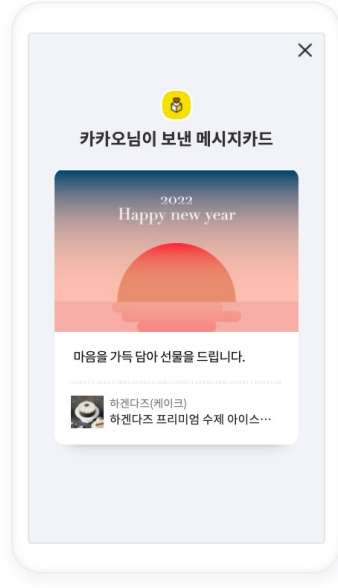 카카오님이 보낸 메시지카드
2022
Happy new year
마음을 가득 담아 선물을 드립니다.
하겐다즈(케이크)
하겐다즈 프리미엄 수제 아이스…